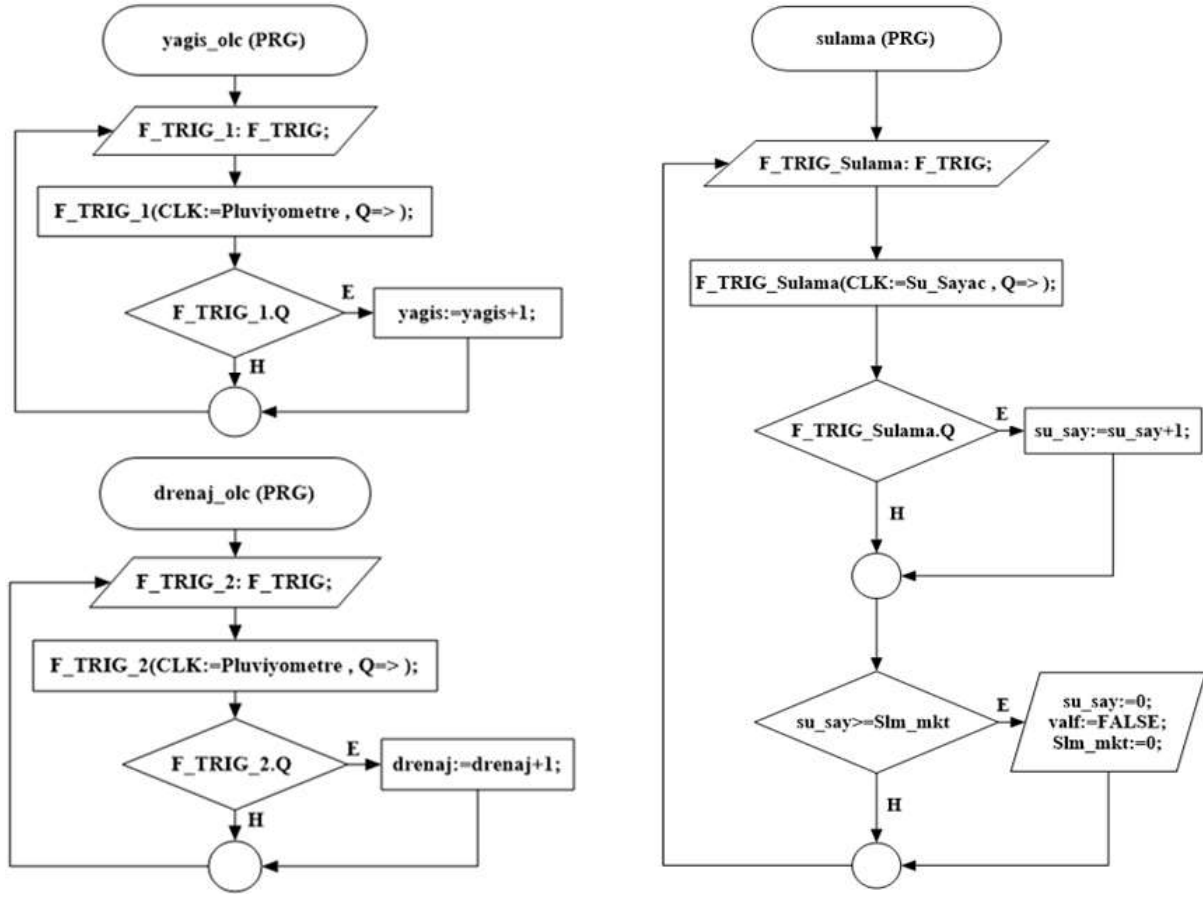 yagis_olc (PRG)
F_TRIG_1: F_TRIG;
F_TRIG_1(CLK:=Pluviyometre , Q=> );
F_TRIG_1.Q
E
yagis:=yagis+1;
H
drenaj_olc (PRG)
F_TRIG_2: F_TRIG;
F_TRIG_2(CLK:=Pluviyometre , Q=> );
F_TRIG_2.Q
E
drenaj:=drenaj+1;
H
sulama (PRG)
F_TRIG_Sulama: F_TRIG;
F_TRIG_Sulama(CLK:=Su_Sayac , Q=> );
F_TRIG_Sulama.Q
E
su_say:=su_say+1;
H
su_say>=Slm_mkt
E
su_say:=0;
valf:=FALSE;
Slm_mkt:=0;
H